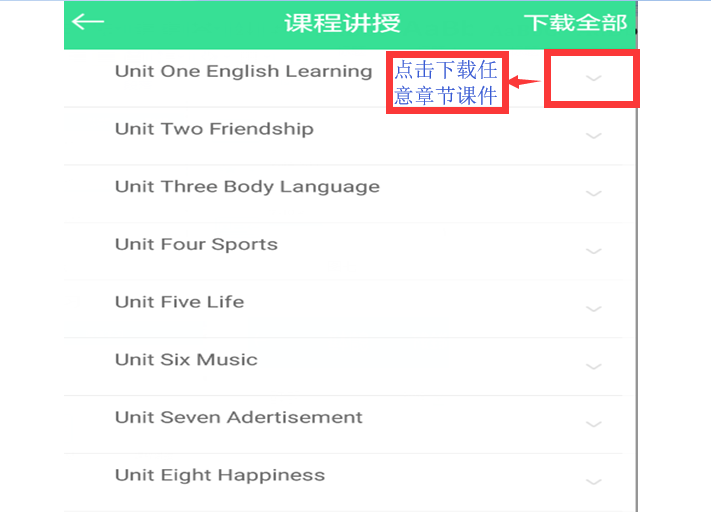 课程讲授 下载全部
Unit One English Learning
点击下载任
意章节课件
Unit Two Friendship
Unit Three Body Language
Unit Four Sports
Unit Five Life
Unit Six Music
Unit Seven Adertisement
Unit Eight Happiness